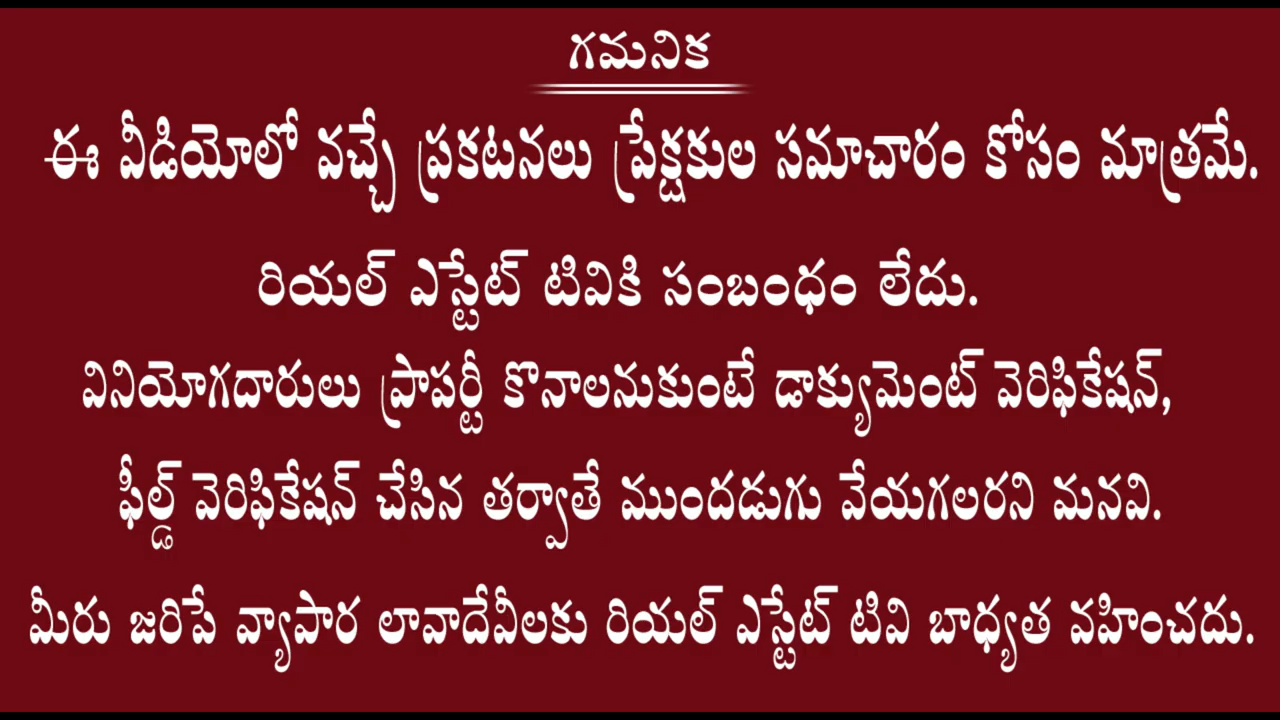 గమనిక
ఈ వీడియోలో వచ్చే ప్రకటనలు ప్రేక్షకుల సమాచారం కోసం మాత్రమే.
రియల్ ఎస్టేట్ టివికి సంబంధం లేదు.
వినియోగదారులు ప్రాపర్టీ కొనాలనుకుంటే డాక్యుమెంట్ వెరిఫికేషన్,
ఫీల్డ్ వెరిఫికేషన్ చేసిన తర్వాతే ముందడుగు వేయగలరని మనవి.
మీరు జరిపే వ్యాపార లావాదేవీలకు రియల్ ఎస్టేట్ టివి బాధ్యత వహించదు.